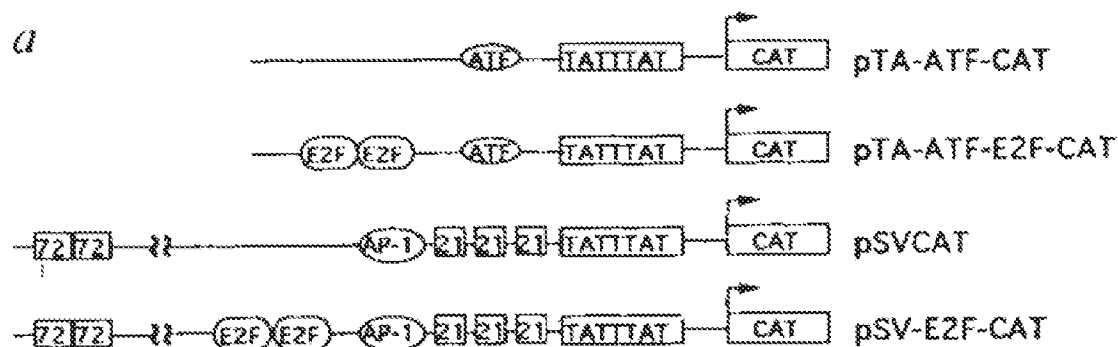 a
ATF TATTTAT CAT pTA-ATF-CAT
E2F E2F ATF TATTTAT CAT pTA-ATF-E2F-CAT
72 72 AP-1 21 21 21 TATTTAT CAT pSVCAT
72 72 E2F E2F AP-1 21 21 21 TATTTAT CAT pSV-E2F-CAT